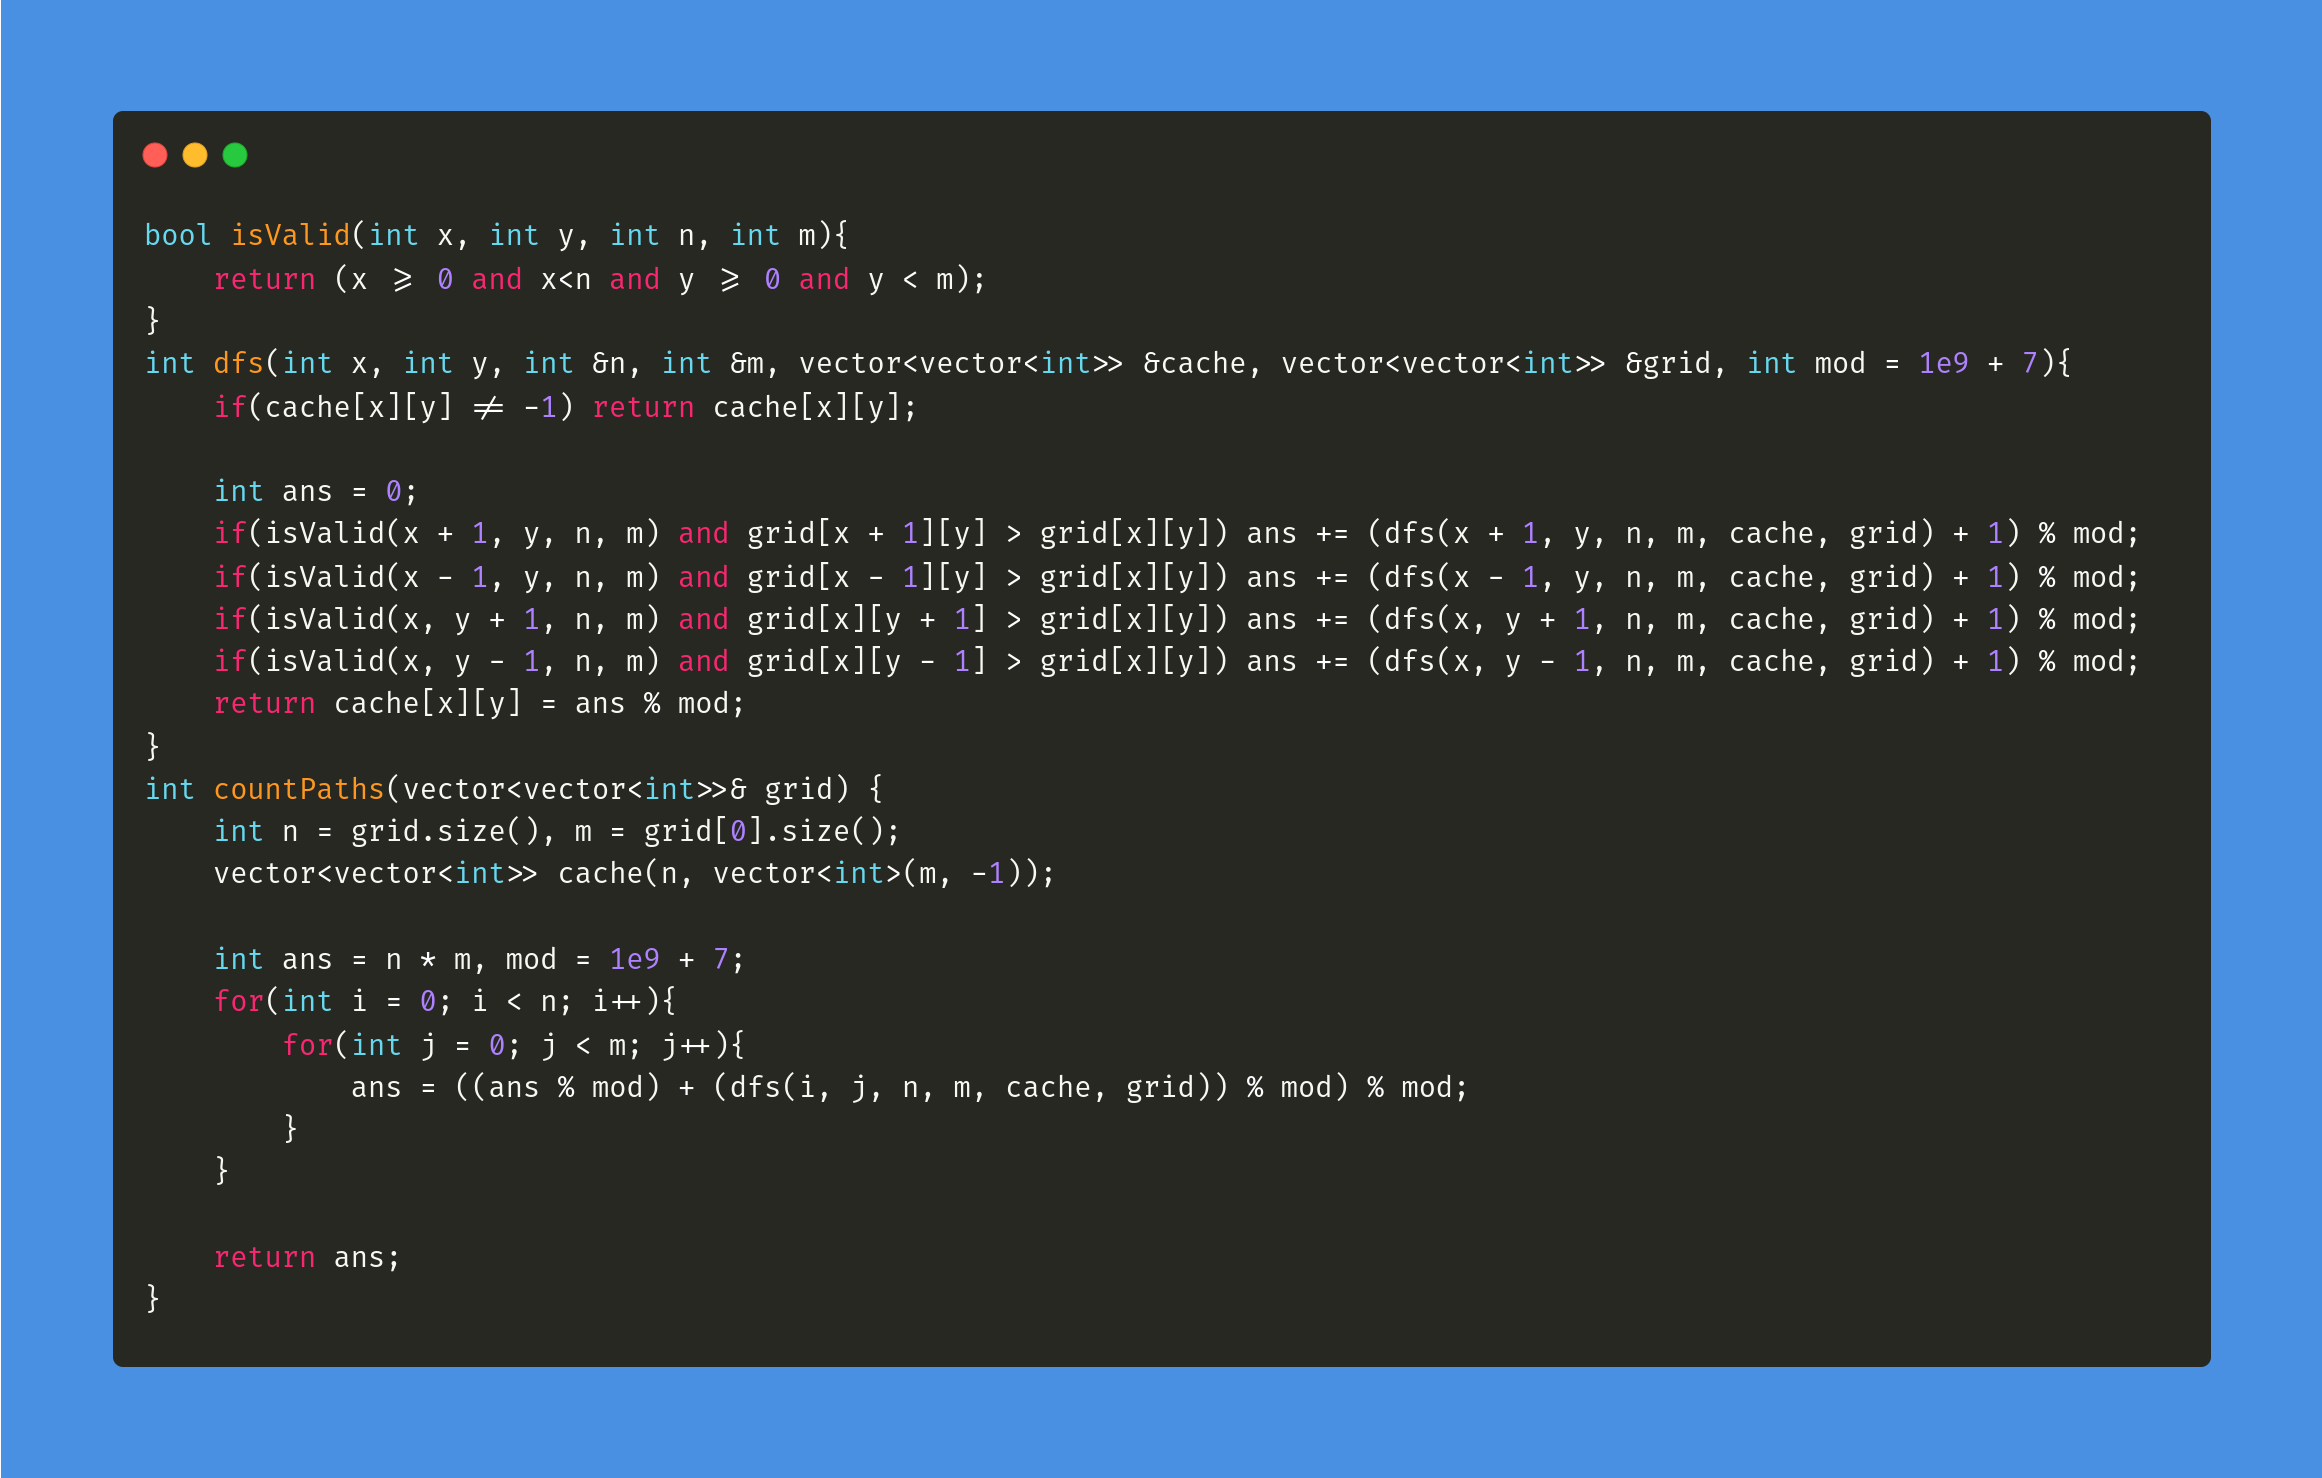 bool isValid(int x, int y, int n, int m){
    return (x >= 0 and x<n and y >= 0 and y < m);
}
int dfs(int x, int y, int &n, int &m, vector<vector<int>> &cache, vector<vector<int>> &grid, int mod = 1e9 + 7){
    if(cache[x][y] != -1) return cache[x][y];
    int ans = 0;
    if(isValid(x + 1, y, n, m) and grid[x + 1][y] > grid[x][y]) ans += (dfs(x + 1, y, n, m, cache, grid) + 1) % mod;
    if(isValid(x - 1, y, n, m) and grid[x - 1][y] > grid[x][y]) ans += (dfs(x - 1, y, n, m, cache, grid) + 1) % mod;
    if(isValid(x, y + 1, n, m) and grid[x][y + 1] > grid[x][y]) ans += (dfs(x, y + 1, n, m, cache, grid) + 1) % mod;
    if(isValid(x, y - 1, n, m) and grid[x][y - 1] > grid[x][y]) ans += (dfs(x, y - 1, n, m, cache, grid) + 1) % mod;
    return cache[x][y] = ans % mod;
}
int countPaths(vector<vector<int>>& grid) {
    int n = grid.size(), m = grid[0].size();
    vector<vector<int>> cache(n, vector<int>(m, -1));
    int ans = n * m, mod = 1e9 + 7;
    for(int i = 0; i < n; i++){
        for(int j = 0; j < m; j++){
            ans = ((ans % mod) + (dfs(i, j, n, m, cache, grid)) % mod) % mod;
        }
    }
    return ans;
}